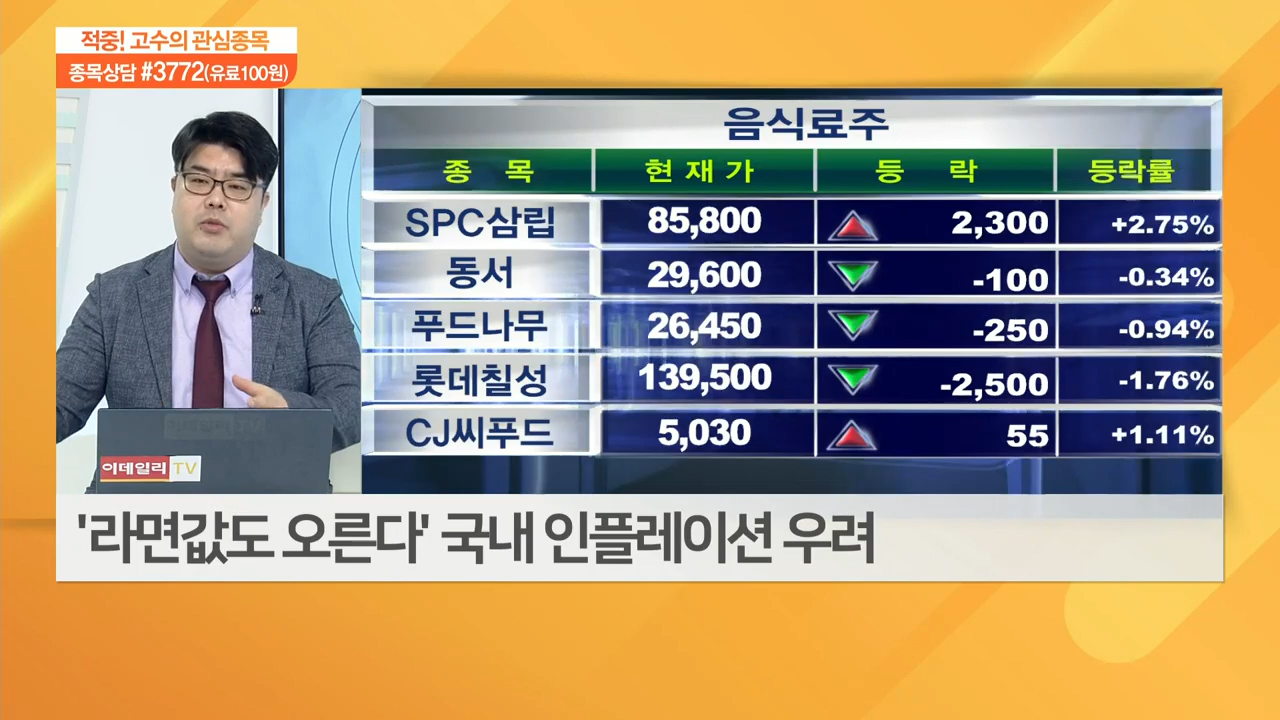 적중! 고수의 관심종목
종목상담 #3772(유료100원)
음식료주
종 목 현 재 가 등 락 등락률
SPC삼립 85,800 2,300 +2.75%
동서 29,600 -100 -0.34%
푸드나무 26,450 -250 -0.94%
롯데칠성 139,500 -2,500 -1.76%
CJ씨푸드 5,030 55 +1.11%
이데일리 TV
'라면값도 오른다' 국내 인플레이션 우려